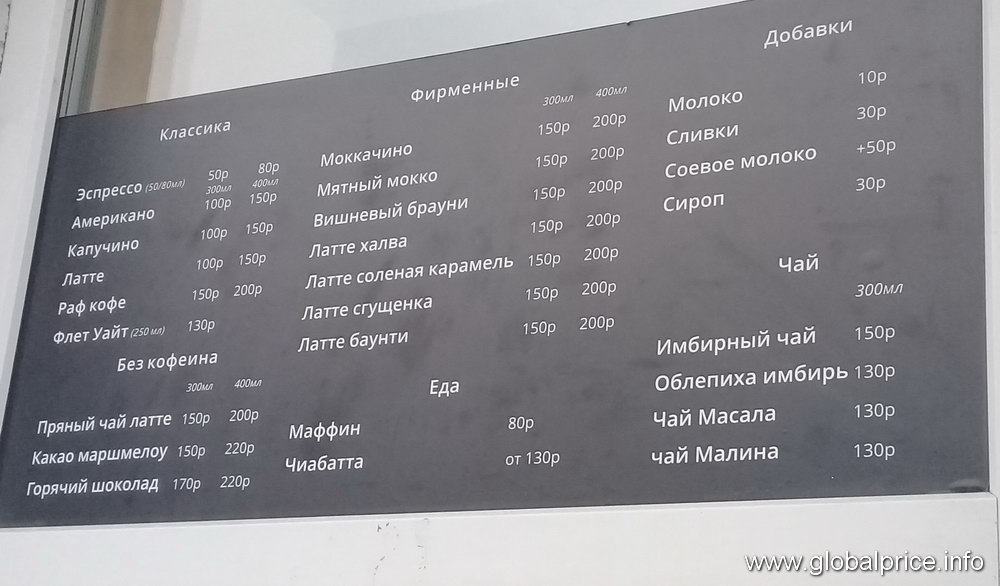 Классика
Эспрессо (50/80мл) 50р 80р
300мл 400мл
Американо 100р 150р
Капучино 100р 150р
Латте 100р 150р
Раф кофе 150р 200р
Флет Уайт (250 мл) 130р
Без кофеина
300мл 400мл
Пряный чай латте 150р 200р
Какао маршмелоу 150р 220р
Горячий шоколад 170р 220р
Фирменные
300мл 400мл
Моккачино 150р 200р
Мятный мокко 150р 200р
Вишневый брауни 150р 200р
Латте халва 150р 200р
Латте соленая карамель 150р 200р
Латте сгущенка 150р 200р
Латте баунти 150р 200р
Еда
Маффин 80р
Чиабатта от 130р
Добавки
Молоко 10р
Сливки 30р
Соевое молоко +50р
Сироп 30р
Чай
300мл
Имбирный чай 150р
Облепиха имбирь 130р
Чай Масала 130р
чай Малина 130р
www.globalprice.info